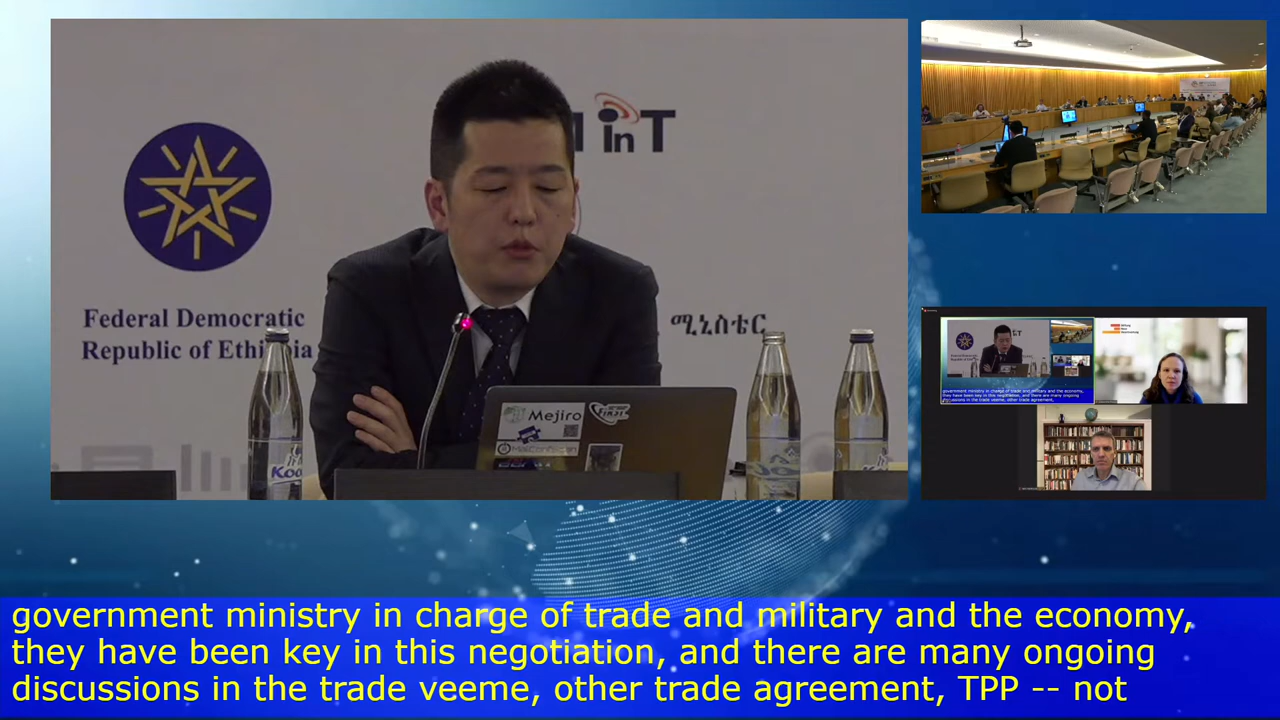 InT
Federal Democratic
Republic of Eth
ia
ሚኒስቴር
Mejiro
government ministry in charge of trade and military and the economy,
they have been key in this negotiation, and there are many ongoing
discussions in the trade veeme, other trade agreement, TPP -- not